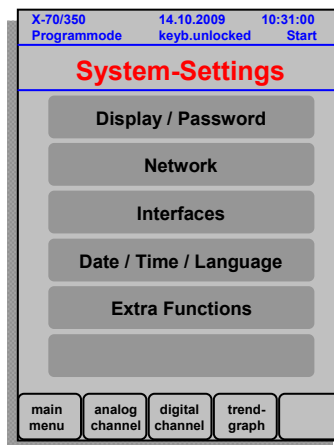 X-70/350 14.10.2009 10:31:00
Programmode keyb.unlocked Start
System-Settings
Display / Password
Network
Interfaces
Date / Time / Language
Extra Functions
main analog digital trend-
menu channel channel graph